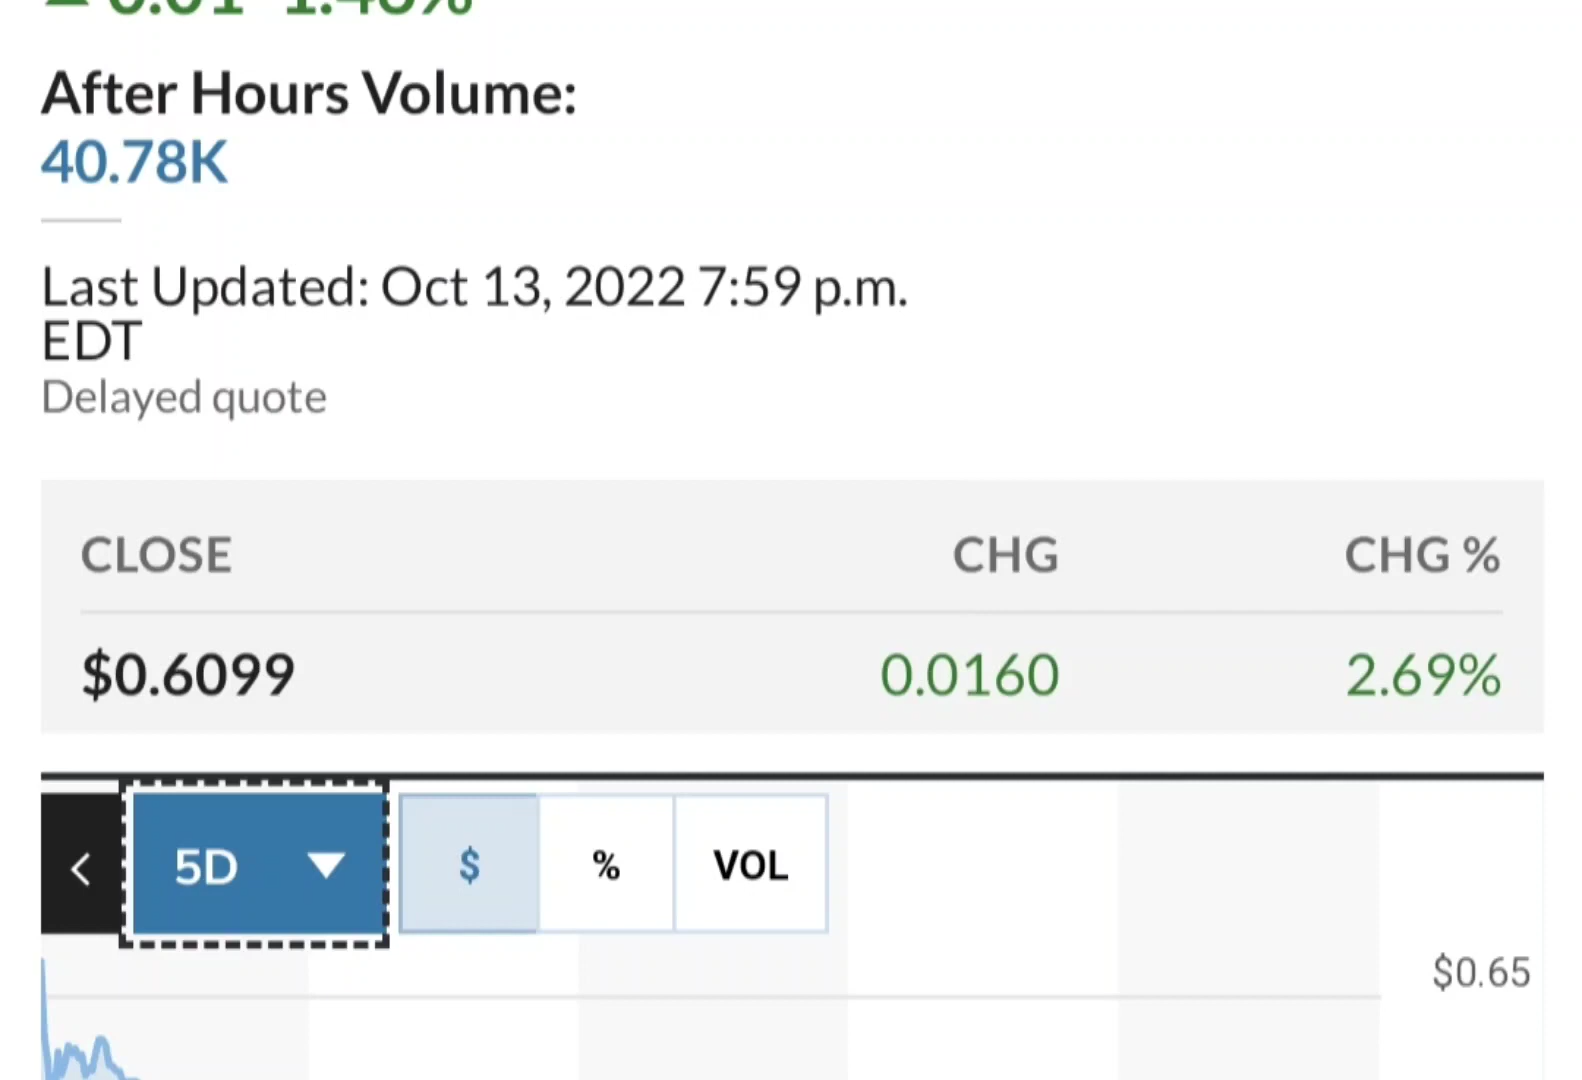 After Hours Volume:
40.78K
Last Updated: Oct 13, 2022 7:59 p.m.
EDT
Delayed quote
CLOSE CHG CHG %
$0.6099 0.0160 2.69%
5D $ % VOL
$0.65